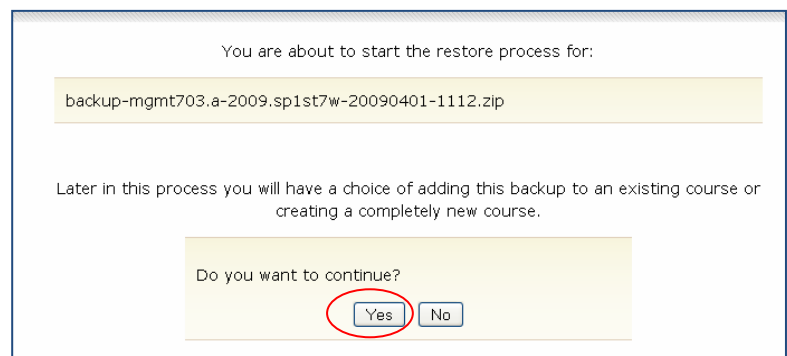 You are about to start the restore process for:
backup-mgmt703.a-2009.sp1st7w-20090401-1112.zip
Later in this process you will have a choice of adding this backup to an existing course or
creating a completely new course.
Do you want to continue?
Yes No